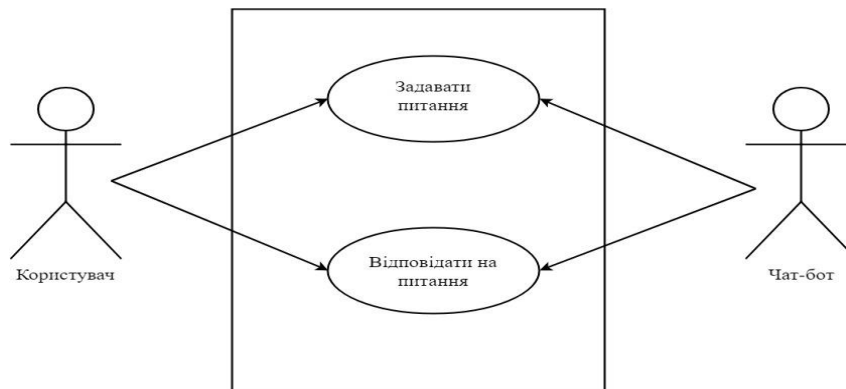 Задавати
питання
Відповідати на
питання
Користувач
Чат-бот